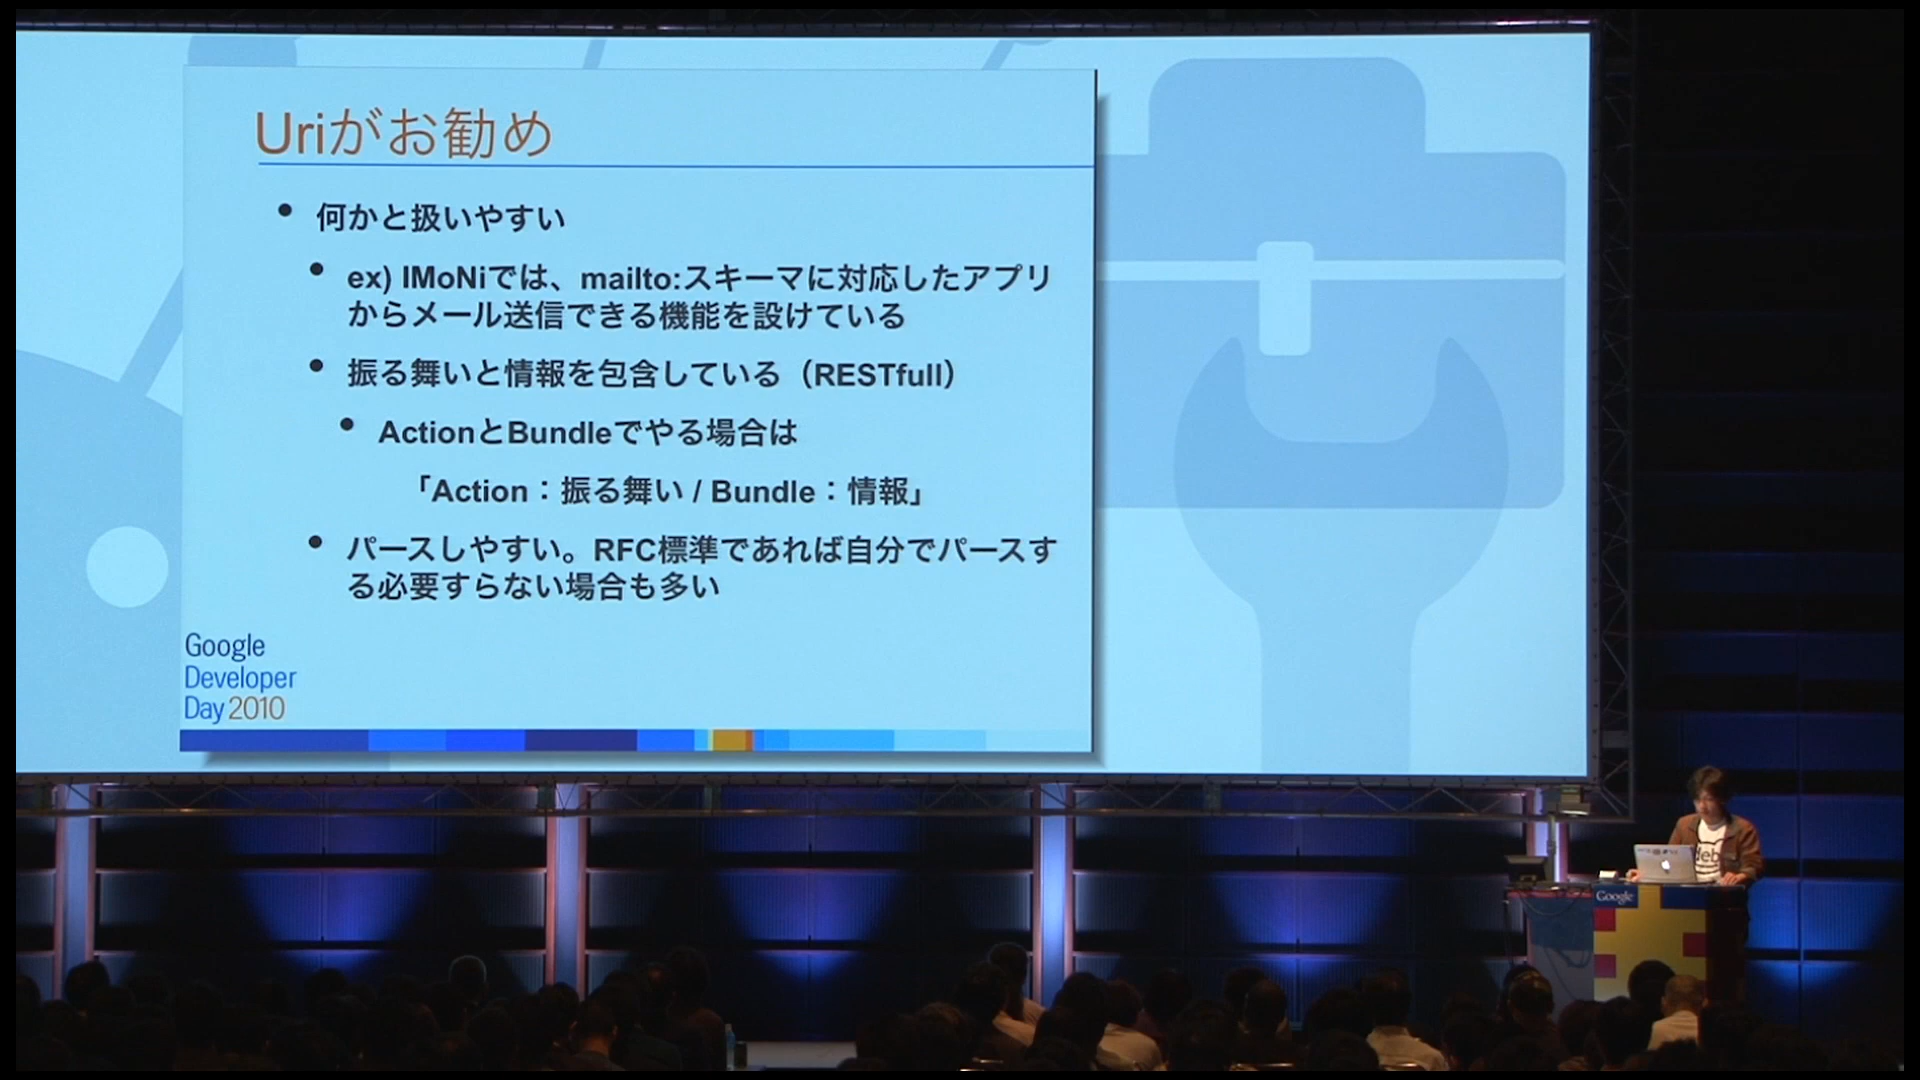 Uriがお勧め
• 何かと扱いやすい
• ex) IMoNiでは、mailto:スキーマに対応したアプリ
からメール送信できる機能を設けている
• 振る舞いと情報を包含している（RESTfull）
• ActionとBundleでやる場合は
「Action：振る舞い / Bundle：情報」
• パースしやすい。RFC標準であれば自分でパースす
る必要すらない場合も多い
Google
Developer
Day 2010
deb
Google